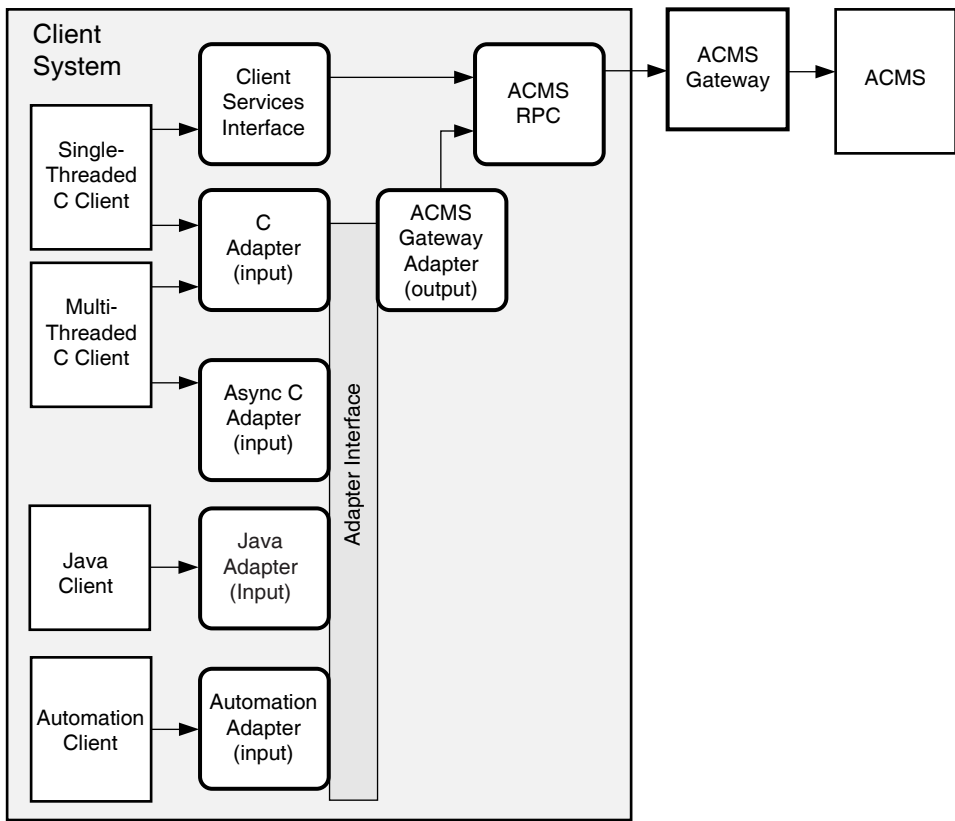 Client
System
Client
Services
Interface
ACMS
RPC
ACMS
Gateway
ACMS
Single-
Threaded
C Client
C
Adapter
(input)
ACMS
Gateway
Adapter
(output)
Multi-
Threaded
C Client
Async C
Adapter
(input)
Adapter Interface
Java
Client
Java
Adapter
(Input)
Automation
Client
Automation
Adapter
(input)